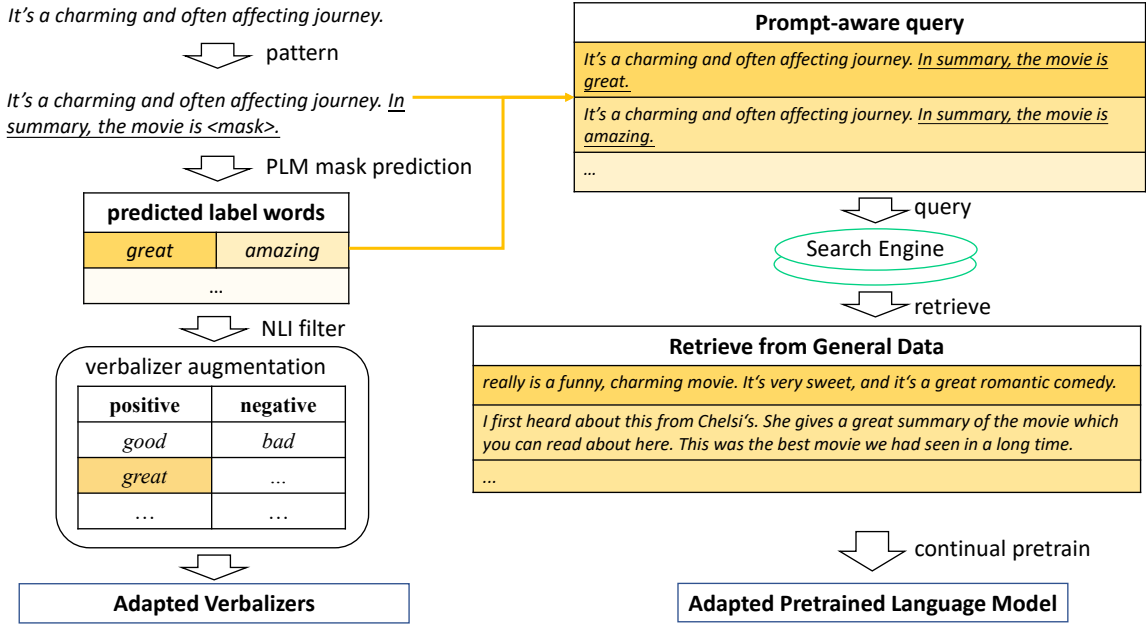 It's a charming and often affecting journey.
pattern
It's a charming and often affecting journey. In
summary, the movie is <mask>.
PLM mask prediction
predicted label words
great amazing
...
NLI filter
verbalizer augmentation
positive negative
good bad
great ...
... ...
Adapted Verbalizers
Prompt-aware query
It's a charming and often affecting journey. In summary, the movie is
great.
It's a charming and often affecting journey. In summary, the movie is
amazing.
...
query
Search Engine
retrieve
Retrieve from General Data
really is a funny, charming movie. It's very sweet, and it's a great romantic comedy.
I first heard about this from Chelsi's. She gives a great summary of the movie which
you can read about here. This was the best movie we had seen in a long time.
...
continual pretrain
Adapted Pretrained Language Model